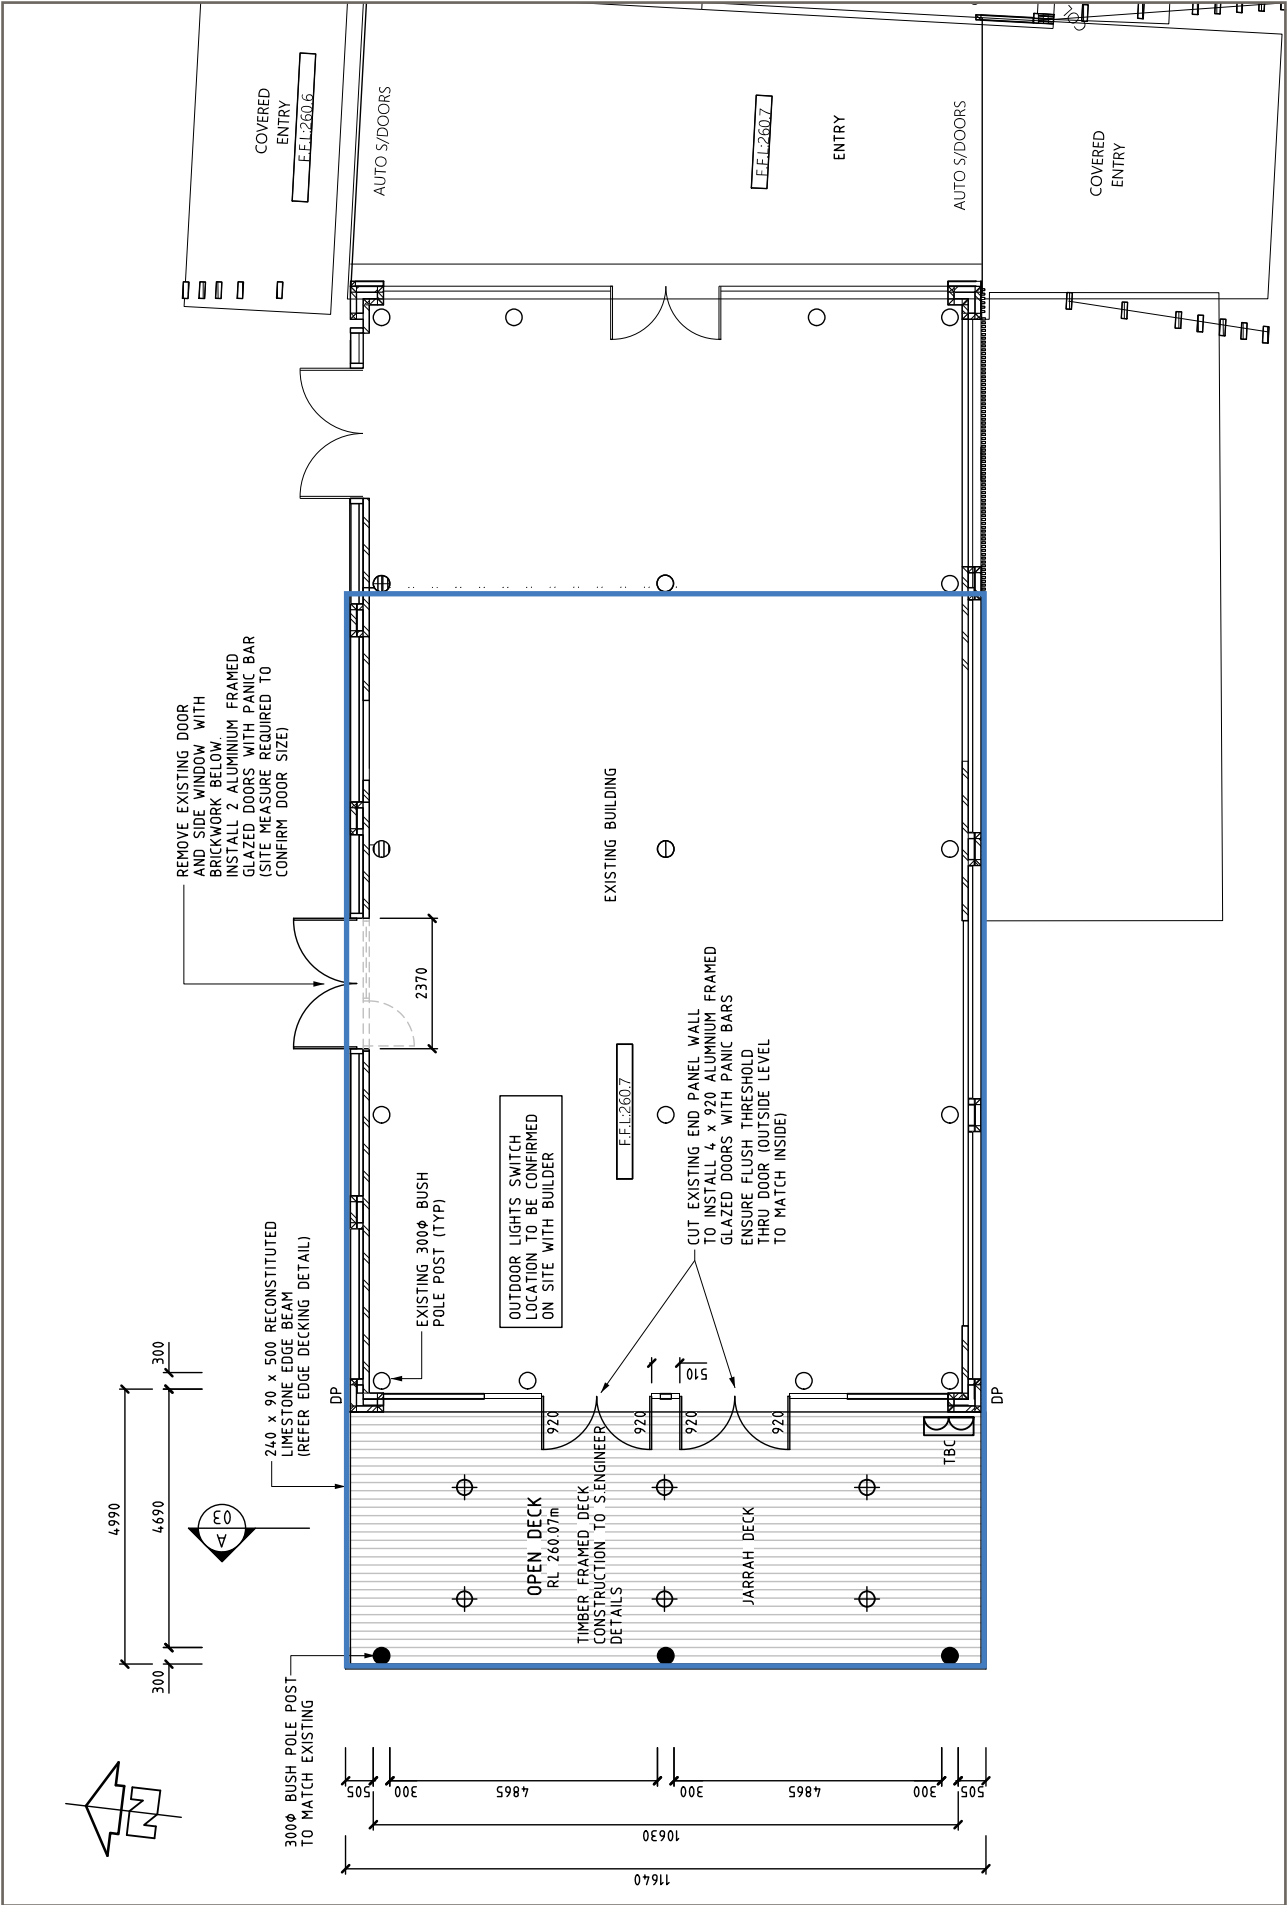 COVERED
ENTRY
F.F.L:260.6
AUTO S/DOORS
F.F.L:260.7
ENTRY
AUTO S/DOORS
COVERED
ENTRY
REMOVE EXISTING DOOR
AND SIDE WINDOW WITH
BRICKWORK BELOW.
INSTALL 2 ALUMINIUM FRAMED
GLAZED DOORS WITH PANIC BAR
(SITE MEASURE REQUIRED TO
CONFIRM DOOR SIZE)
EXISTING BUILDING
2370
F.F.L:260.7
CUT EXISTING END PANEL WALL
TO INSTALL 4 x 920 ALUMNIUM FRAMED
GLAZED DOORS WITH PANIC BARS
ENSURE FLUSH THRESHOLD
THRU DOOR (OUTSIDE LEVEL
TO MATCH INSIDE)
OUTDOOR LIGHTS SWITCH
LOCATION TO BE CONFIRMED
ON SITE WITH BUILDER
EXISTING 300Φ BUSH
POLE POST (TYP)
240 x 90 x 500 RECONSTITUTED
LIMESTONE EDGE BEAM
(REFER EDGE DECKING DETAIL)
300
4990
4690
300
A
03
DP
DP
510
920
920
920
920
TBC
OPEN DECK
RL 260.07m
TIMBER FRAMED DECK
CONSTRUCTION TO S.ENGINEER
DETAILS
JARRAH DECK
300Φ BUSH POLE POST
TO MATCH EXISTING
N
505
300
4865
300
4865
300
505
10630
11640